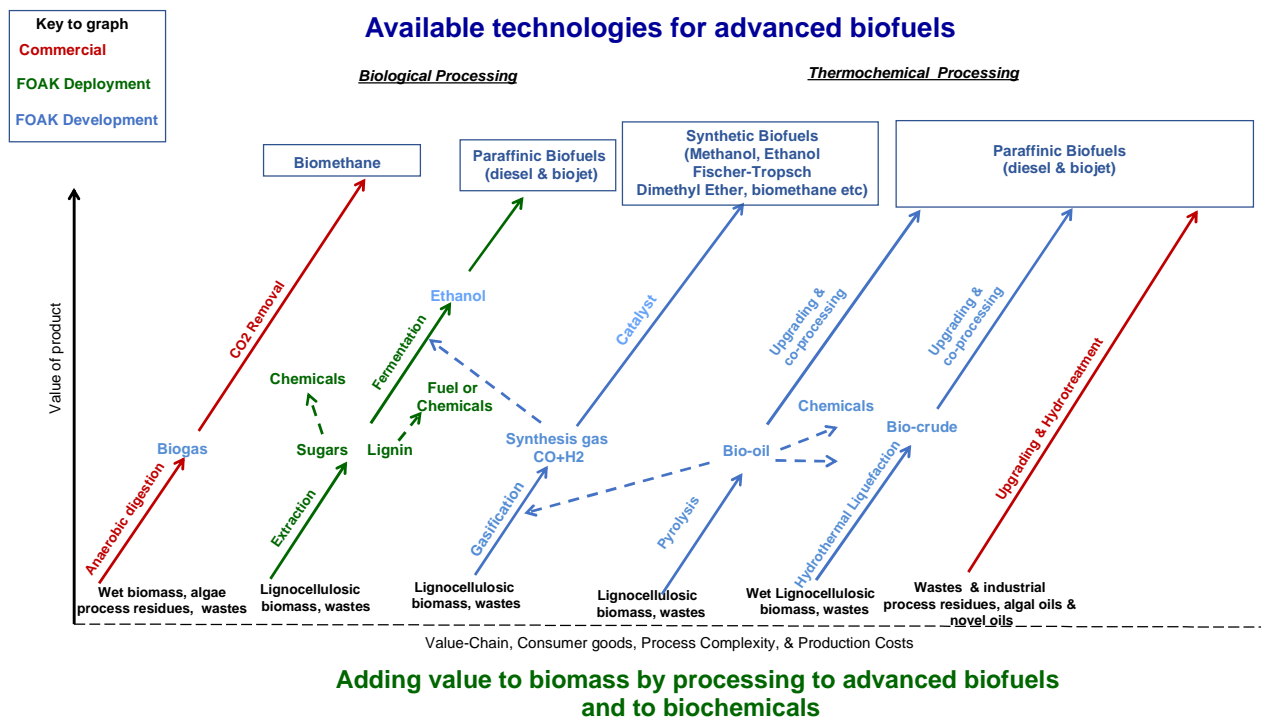 Key to graph
Commercial
FOAK Deployment
FOAK Development
Available technologies for advanced biofuels
Biological Processing
Thermochemical  Processing
Biomethane
Paraffinic Biofuels
(diesel & biojet)
Synthetic Biofuels
(Methanol, Ethanol
Fischer-Tropsch
Dimethyl Ether, biomethane etc)
Paraffinic Biofuels
(diesel & biojet)
Value of product
CO2 Removal
Ethanol
Fermentation
Catalyst
Upgrading &
co-processing
Upgrading &
co-processing
Upgrading & Hydrotreatment
Chemicals
Fuel or
Chemicals
Chemicals
Biogas
Sugars
Lignin
Synthesis gas
CO+H2
Bio-oil
Bio-crude
Anaerobic digestion
Extraction
Gasification
Pyrolysis
Hydrothermal Liquefaction
Wet biomass, algae
process residues,  wastes
Lignocellulosic
biomass, wastes
Lignocellulosic
biomass, wastes
Lignocellulosic
biomass, wastes
Wet Lignocellulosic
biomass, wastes
Wastes  & industrial
process residues, algal oils &
novel oils
Value-Chain, Consumer goods, Process Complexity, & Production Costs
Adding value to biomass by processing to advanced biofuels
and to biochemicals